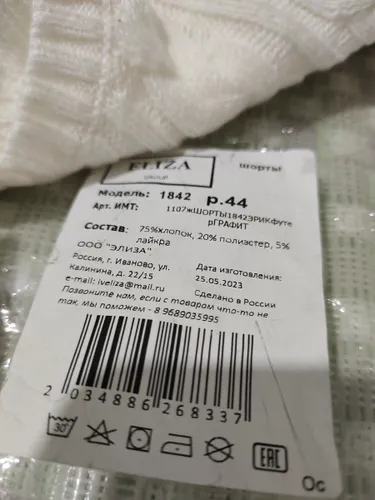 ELIZA
GROUP
шорты
Модель: 1842 р.44
Арт. ИМТ: 1107жШОРТЫ1842ЭРИКфуте
рГРАФИТ
Состав: 75%хлопок, 20% полиэстер, 5%
лайкра
ООО "ЭЛИЗА"
Россия, г. Иваново, ул.
Калинина, д. 22/15
e-mail: iveliza@mail.ru
Дата изготовления:
25.05.2023
Сделано в России
Позвоните нам, если с товаром что-то не
так, мы поможем - 8 9689035995
2 034886 268337
30°
EAC
Ос